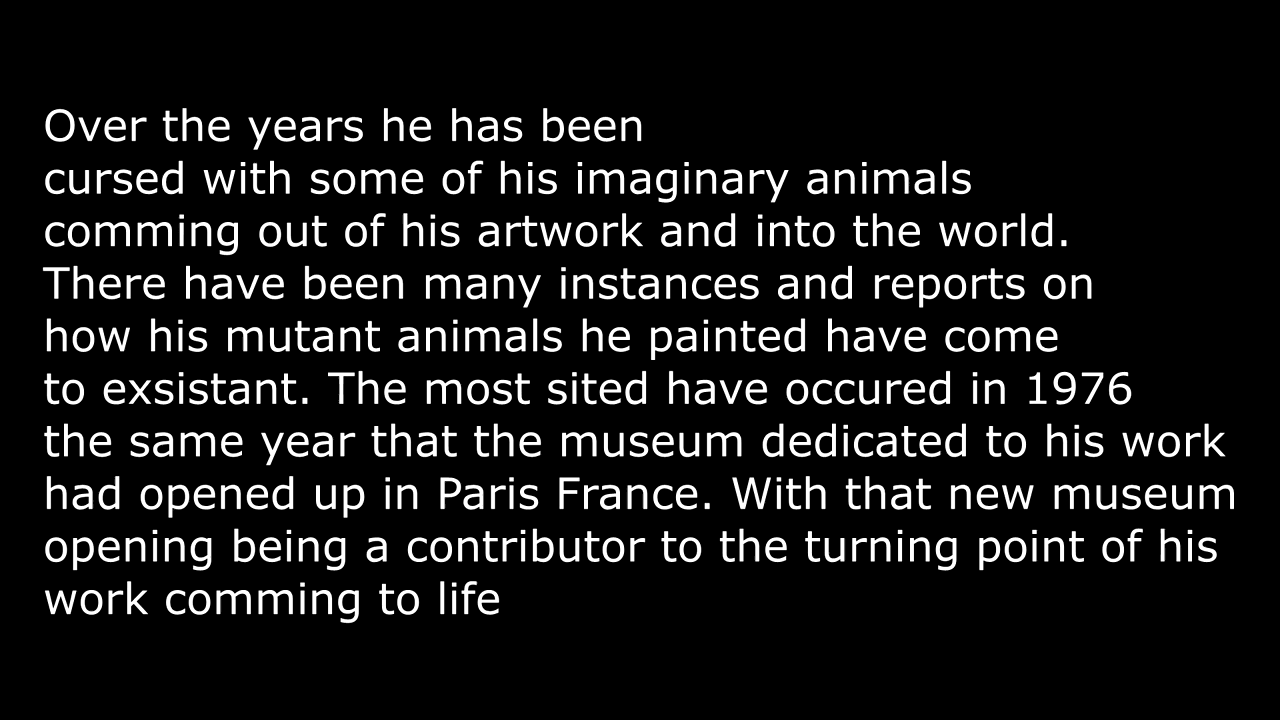 Over the years he has been
cursed with some of his imaginary animals
comming out of his artwork and into the world.
There have been many instances and reports on
how his mutant animals he painted have come
to exsistant. The most sited have occured in 1976
the same year that the museum dedicated to his work
had opened up in Paris France. With that new museum
opening being a contributor to the turning point of his
work comming to life